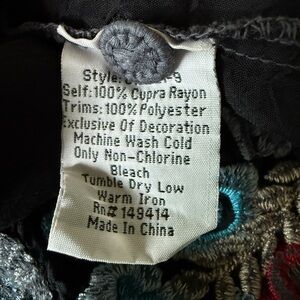 Style:
Self:100% Cupra Rayon
Trims:100% Polyester
Exclusive Of Decoration
Machine Wash Cold
Only Non-Chlorine
Bleach
Tumble Dry Low
Warm Iron
Rn# 149414
Made In China